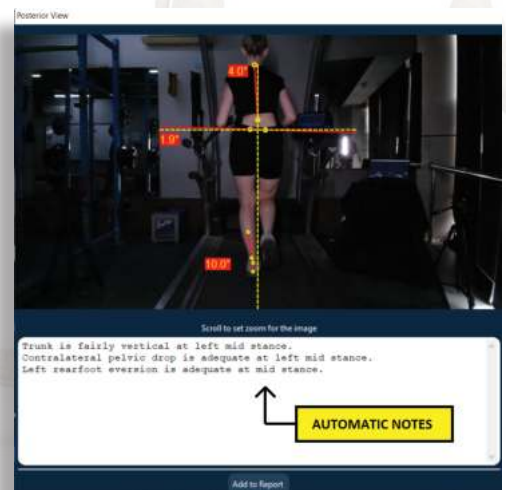 Posterior View
4.0°
1.9°
10.0°
Scroll to set zoom for the image
Trunk is fairly vertical at left mid stance.
Contralateral pelvic drop is adequate at left mid stance.
Left rearfoot eversion is adequate at mid stance.
AUTOMATIC NOTES
Add to Report